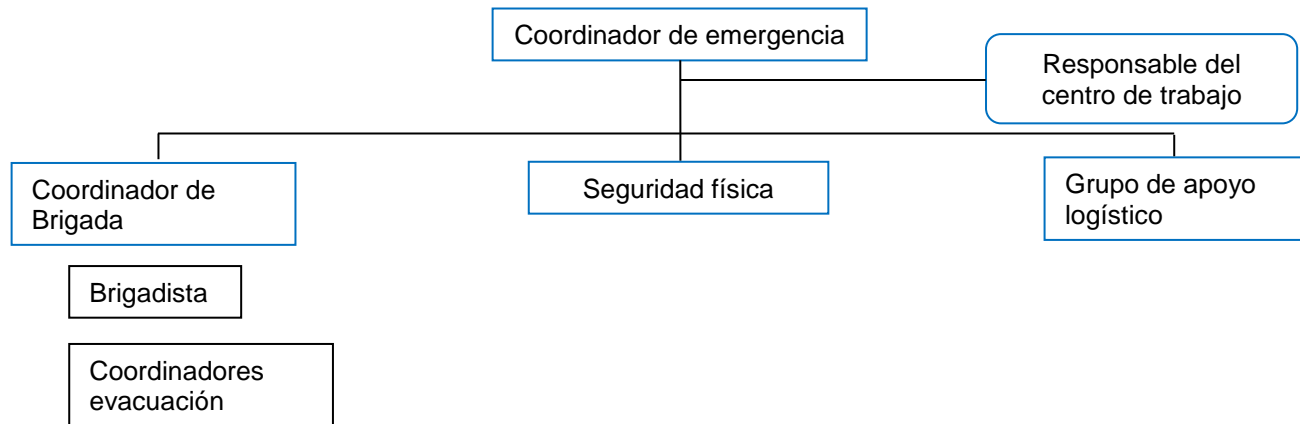 Coordinador de emergencia
Responsable del
centro de trabajo
Coordinador de
Brigada
Seguridad física
Grupo de apoyo
logístico
Brigadista
Coordinadores
evacuación